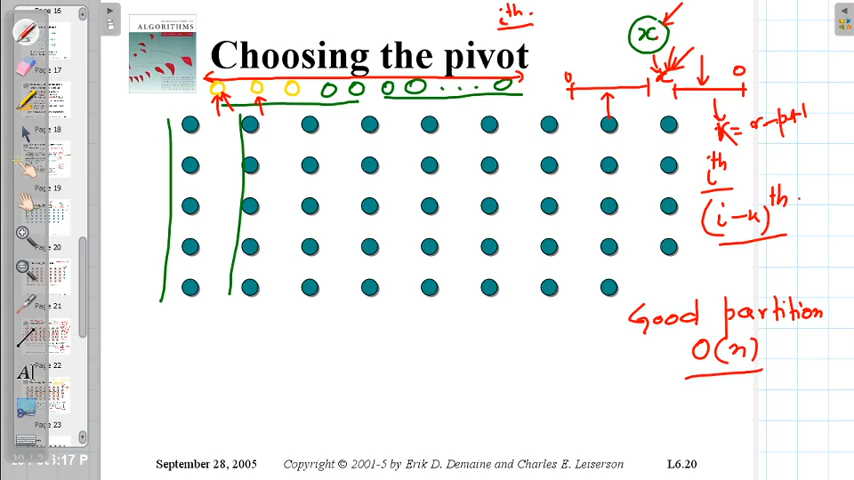 Page 16
Page 17
Page 18
Page 19
Page 20
Page 21
Page 22
Page 23
INTRODUCTION TO
ALGORITHMS
Choosing the pivot
ith
x
x
k = r-p+1
ith
(i-k)th
Good partition
O(n)
September 28, 2005 Copyright © 2001-5 by Erik D. Demaine and Charles E. Leiserson L6.20